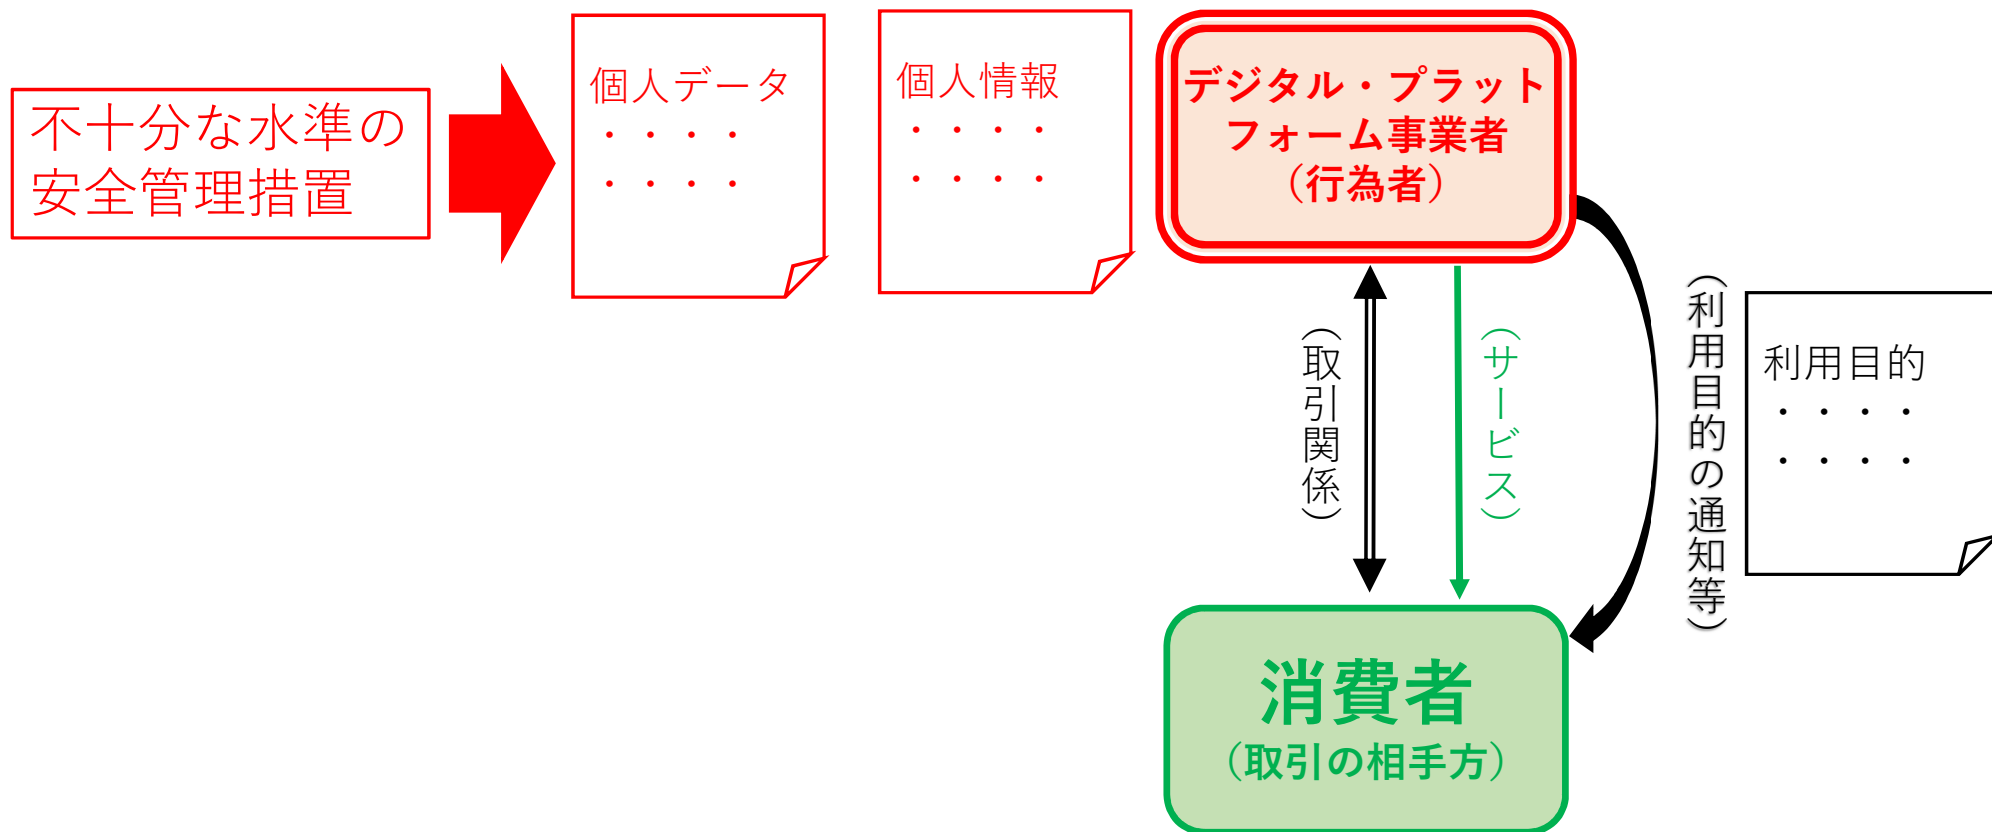 不十分な水準の
安全管理措置
個人データ
・・・・
・・・・
個人情報
・・・・
・・・・
デジタル・プラット
フォーム事業者
（行為者）
（取引関係）
（サービス）
（利用目的の通知等）
利用目的
・・・・
・・・・
消費者
（取引の相手方）